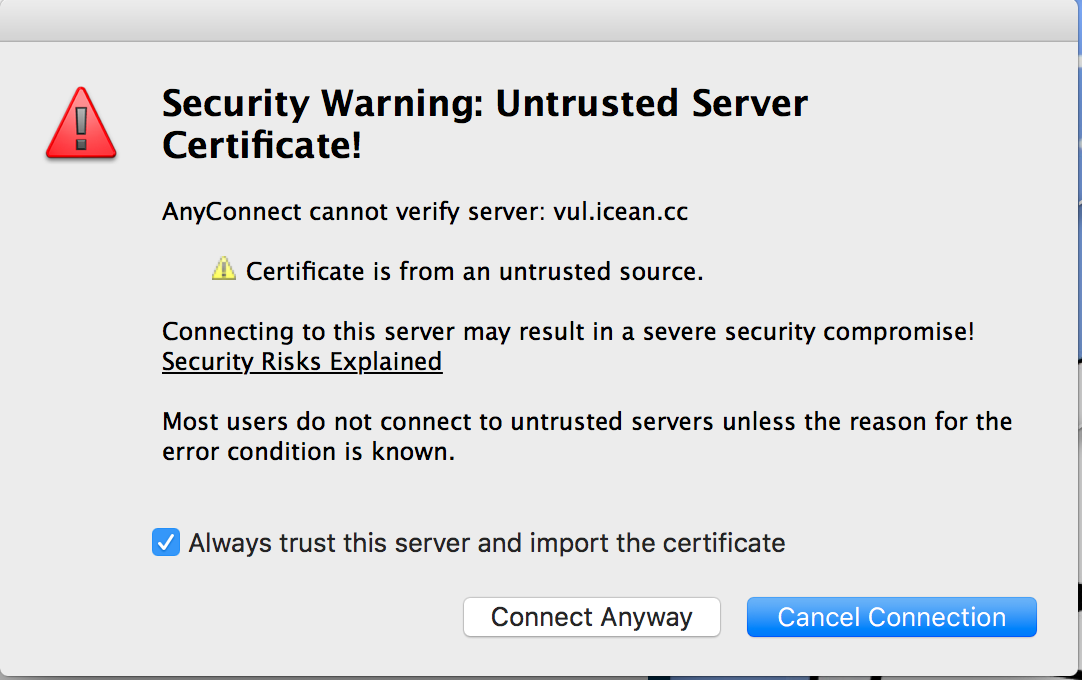 Security Warning: Untrusted Server
Certificate!
AnyConnect cannot verify server: vul.icean.cc
Certificate is from an untrusted source.
Connecting to this server may result in a severe security compromise!
Security Risks Explained
Most users do not connect to untrusted servers unless the reason for the
error condition is known.
Always trust this server and import the certificate
Connect Anyway
Cancel Connection